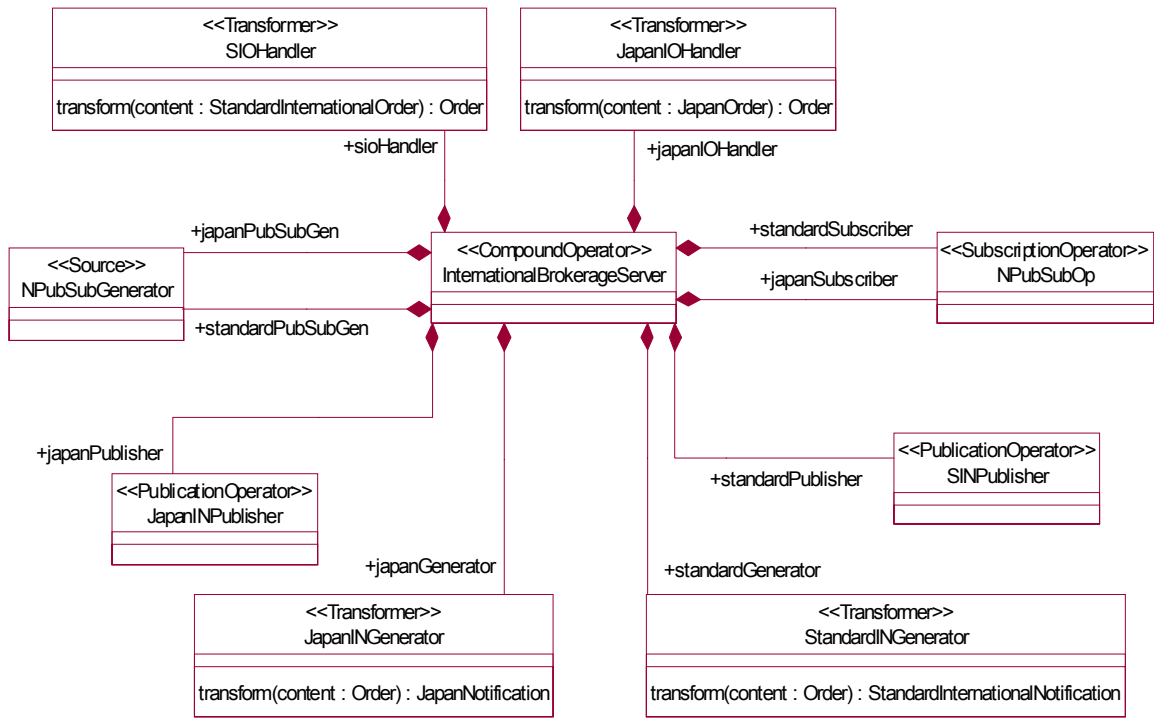 <<Transformer>>
SIOHandler
transform(content : StandardInternationalOrder) : Order
<<Transformer>>
JapanIOHandler
transform(content : JapanOrder) : Order
+sioHandler
+japanIOHandler
+japanPubSubGen
+standardSubscriber
<<Source>>
NPubSubGenerator
<<CompoundOperator>>
InternationalBrokerageServer
<<SubscriptionOperator>>
NPubSubOp
+japanSubscriber
+standardPubSubGen
+japanPublisher
<<PublicationOperator>>
JapanINPublisher
+standardPublisher
<<PublicationOperator>>
SINPublisher
+japanGenerator
+standardGenerator
<<Transformer>>
JapanINGenerator
transform(content : Order) : JapanNotification
<<Transformer>>
StandardINGenerator
transform(content : Order) : StandardInternationalNotification